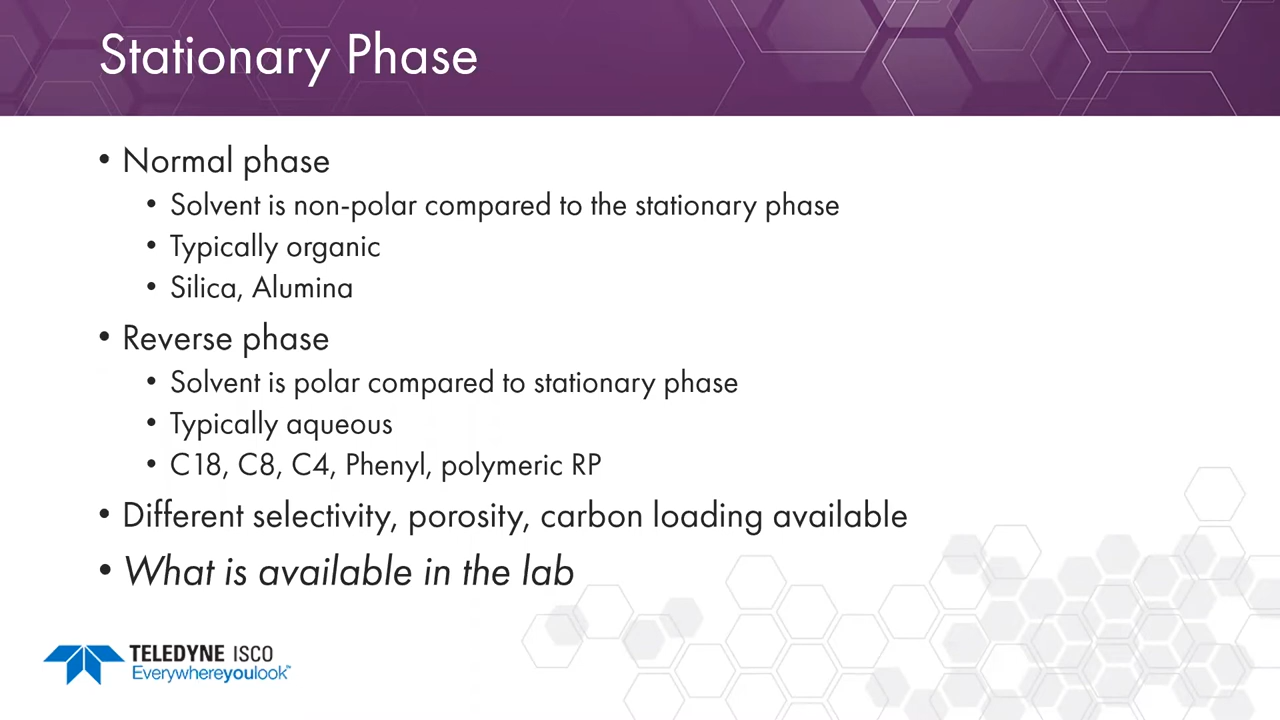 Stationary Phase
• Normal phase
• Solvent is non-polar compared to the stationary phase
• Typically organic
• Silica, Alumina
• Reverse phase
• Solvent is polar compared to stationary phase
• Typically aqueous
• C18, C8, C4, Phenyl, polymeric RP
• Different selectivity, porosity, carbon loading available
• What is available in the lab
TELEDYNE ISCO
Everywhereyoulook™